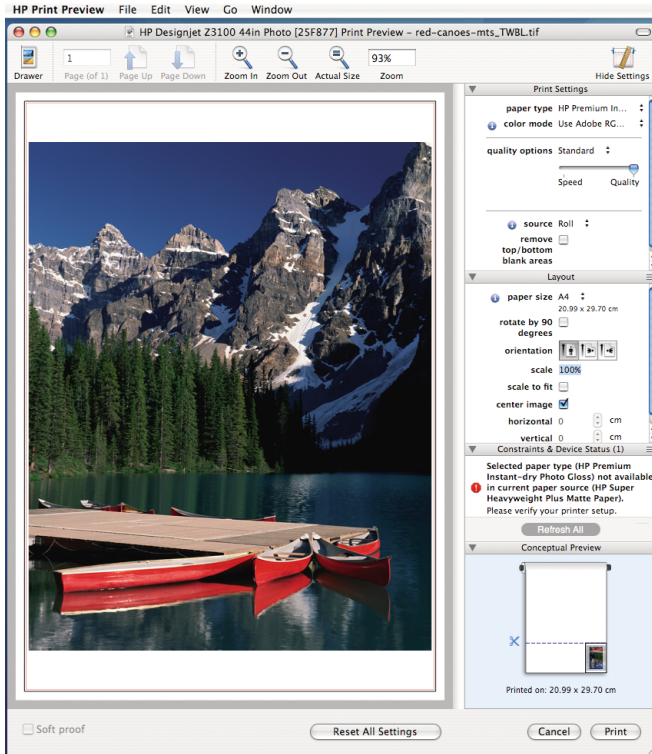 HP Print Preview File Edit View Go Window
HP Designjet Z3100 44in Photo [25F877] Print Preview – red-canoes-mts_TWBL.tif
1
93%
Drawer Page (of 1) Page Up Page Down Zoom In Zoom Out Actual Size Zoom Hide Settings
Print Settings
paper type HP Premium In...
color mode Use Adobe RG...
quality options Standard
Speed Quality
source Roll
remove
top/bottom
blank areas
Layout
paper size A4
20.99 x 29.70 cm
rotate by 90
degrees
orientation
scale 100%
scale to fit
center image
horizontal 0 cm
vertical 0 cm
Constraints & Device Status (1)
Selected paper type (HP Premium
Instant-dry Photo Gloss) not available
in current paper source (HP Super
Heavyweight Plus Matte Paper).
Please verify your printer setup.
Refresh All
Conceptual Preview
Printed on: 20.99 x 29.70 cm
Soft proof Reset All Settings Cancel Print